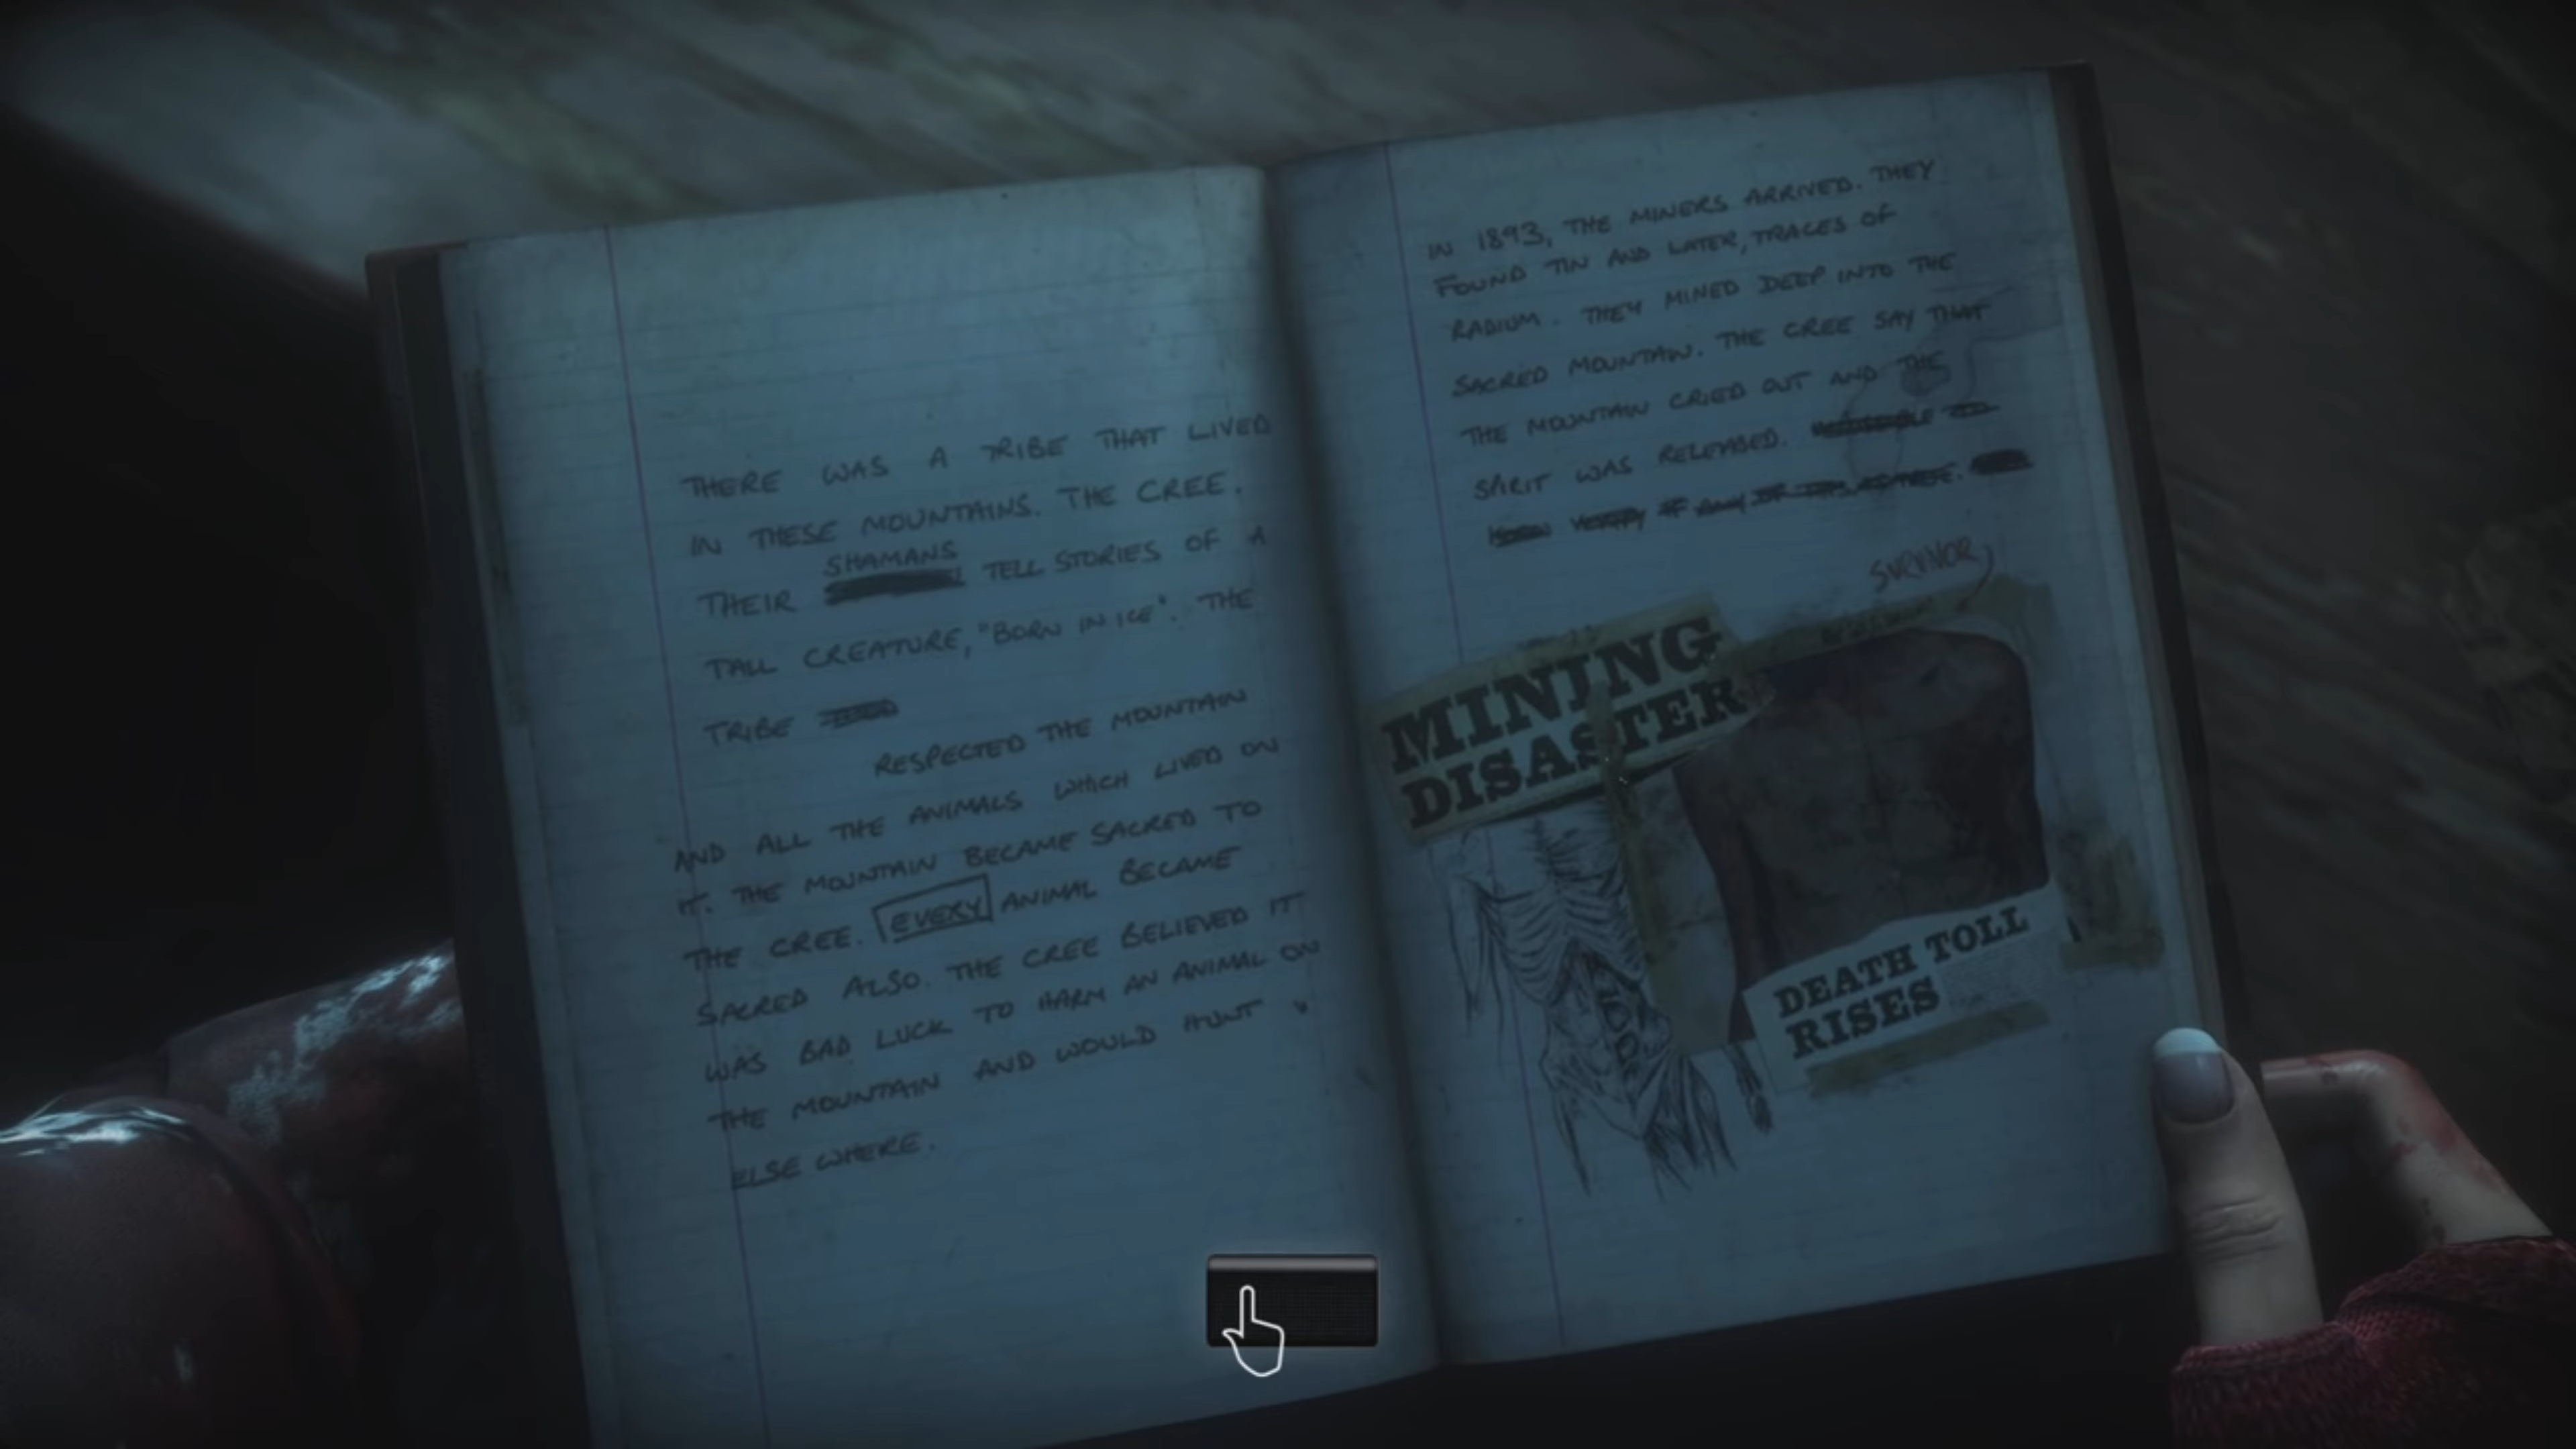 THERE WAS A TRIBE THAT LIVED
IN THESE MOUNTAINS. THE CREE.
SHAMANS
THEIR TELL STORIES OF A
TALL CREATURE, "BORN IN ICE". THE
TRIBE
RESPECTED THE MOUNTAIN
AND ALL THE ANIMALS WHICH LIVED ON
IT. THE MOUNTAIN BECAME SACRED TO
THE CREE. EVERY ANIMAL BECAME
SACRED ALSO. THE CREE BELIEVED IT
WAS BAD LUCK TO HARM AN ANIMAL ON
THE MOUNTAIN AND WOULD HUNT
ELSE WHERE.
IN 1893, THE MINERS ARRIVED. THEY
FOUND TIN AND LATER, TRACES OF
RADIUM. THEY MINED DEEP INTO THE
SACRED MOUNTAIN. THE CREE SAY THAT
THE MOUNTAIN CRIED OUT AND THE
SPIRIT WAS RELEASED.
SURVIVOR
MINING
DISASTER
DEATH TOLL
RISES